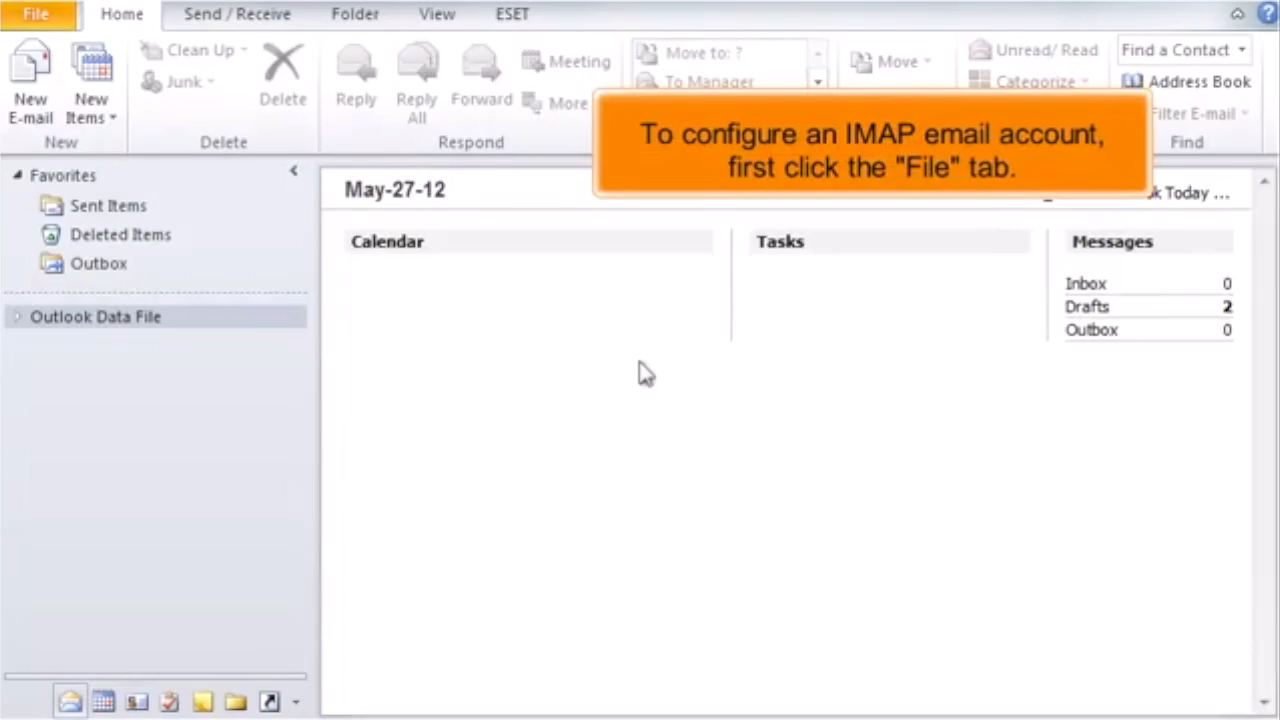 File Home Send / Receive Folder View ESET
Clean Up Meeting Move to: ? Unread/ Read Find a Contact
Junk To Manager Move Categorize Address Book
New E-mail New Items Delete Reply Reply All Forward More Filter E-mail
New Delete Respond Find
To configure an IMAP email account,
first click the "File" tab.
Favorites
Sent Items
Deleted Items
Outbox
Outlook Data File
May-27-12 Today ...
Calendar Tasks Messages
Inbox 0
Drafts 2
Outbox 0